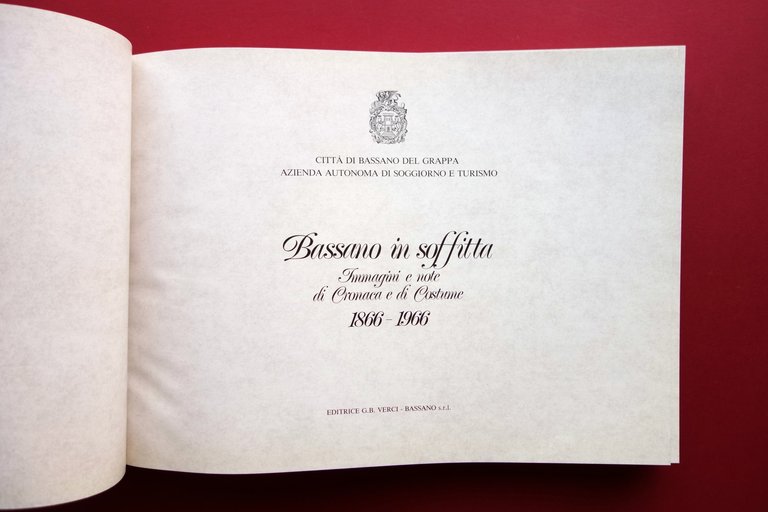 CITTÀ DI BASSANO DEL GRAPPA
AZIENDA AUTONOMA DI SOGGIORNO E TURISMO
Bassano in soffitta
Immagini e note
di Cronaca e di Costume
1866 - 1966
EDITRICE G.B. VERCI - BASSANO s.r.l.